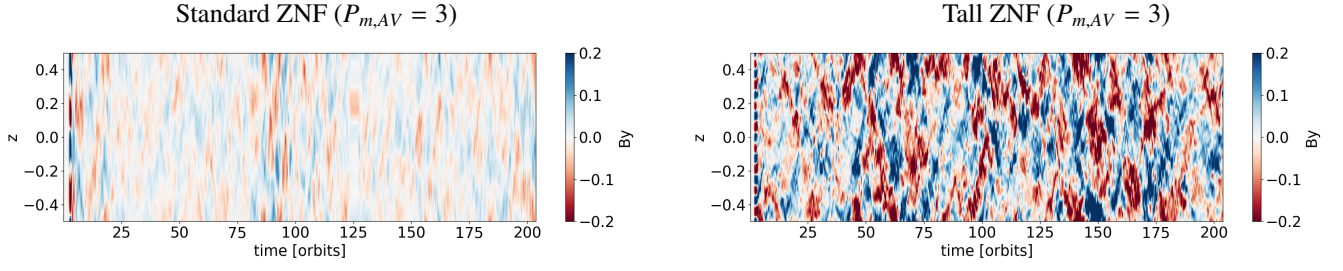 Standard ZNF (P_{m,AV} = 3)
0.4
0.2
0.0
−0.2
−0.4
z
25 50 75 100 125 150 175 200
time [orbits]
0.2
0.1
0.0
−0.1
−0.2
By
Tall ZNF (P_{m,AV} = 3)
0.4
0.2
0.0
−0.2
−0.4
z
25 50 75 100 125 150 175 200
time [orbits]
0.2
0.1
0.0
−0.1
−0.2
By